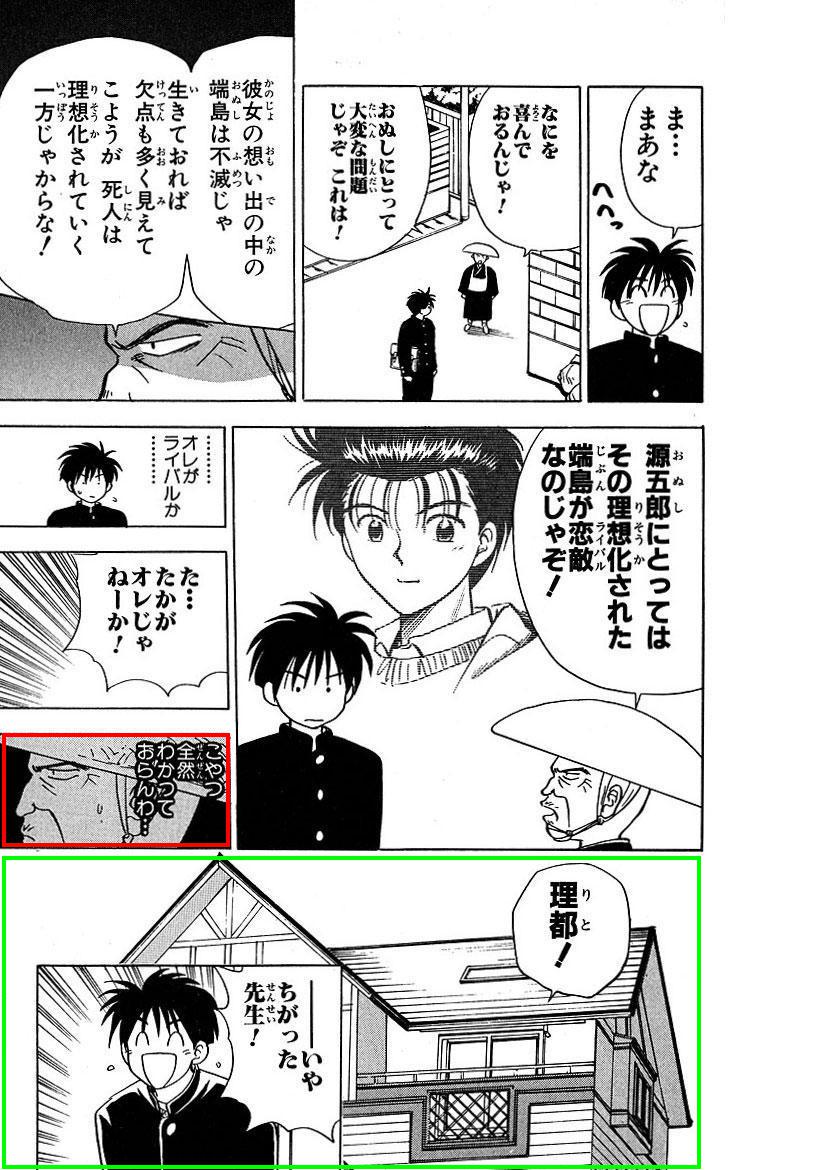 ま…
まあな
へへっ
なにを
喜んで
おるんじゃ！
おぬしにとって
大変な問題
じゃぞ これは！
彼女の想い出の中の
端島は不滅じゃ
生きておれば
欠点も多く見えて
こようが 死人は
理想化されていく
一方じゃからな！
源五郎にとっては
その理想化された
端島が恋敵
なのじゃぞ！
………
オレが
ライバルか
………
た…
たかが
オレじゃ
ねーか！
こやつ
全然
わかって
おらんわ…
理都！
――いや
ちがった
先生！